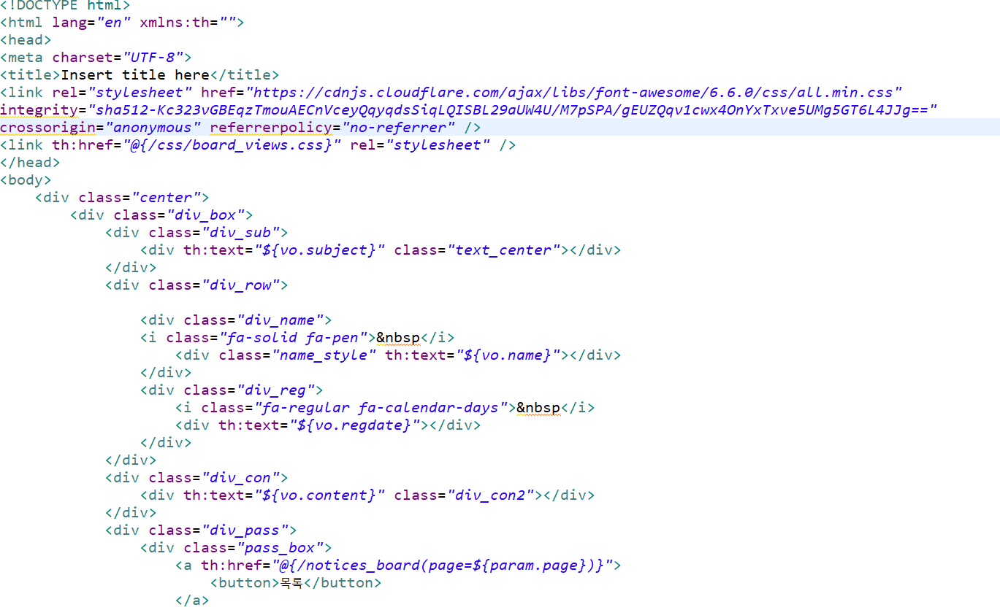 <!DOCTYPE html>
<html lang="en" xmlns:th="">
<head>
<meta charset="UTF-8">
<title>Insert title here</title>
<link rel="stylesheet" href="https://cdnjs.cloudflare.com/ajax/libs/font-awesome/6.6.0/css/all.min.css"
integrity="sha512-Kc323vGBEqzTmouAECnVceyQqyqdsSiqLQISBL29aUW4U/M7pSPA/gEUZQqv1cwx4OnYxTxve5UMg5GT6L4JJg=="
crossorigin="anonymous" referrerpolicy="no-referrer" />
<link th:href="@{/css/board_views.css}" rel="stylesheet" />
</head>
<body>
<div class="center">
<div class="div_box">
<div class="div_sub">
<div th:text="${vo.subject}" class="text_center"></div>
</div>
<div class="div_row">
<div class="div_name">
<i class="fa-solid fa-pen">&nbsp</i>
<div class="name_style" th:text="${vo.name}"></div>
</div>
<div class="div_reg">
<i class="fa-regular fa-calendar-days">&nbsp</i>
<div th:text="${vo.regdate}"></div>
</div>
</div>
<div class="div_con">
<div th:text="${vo.content}" class="div_con2"></div>
</div>
<div class="div_pass">
<div class="pass_box">
<a th:href="@{/notices_board(page=${param.page})}">
<button>목록</button>
</a>